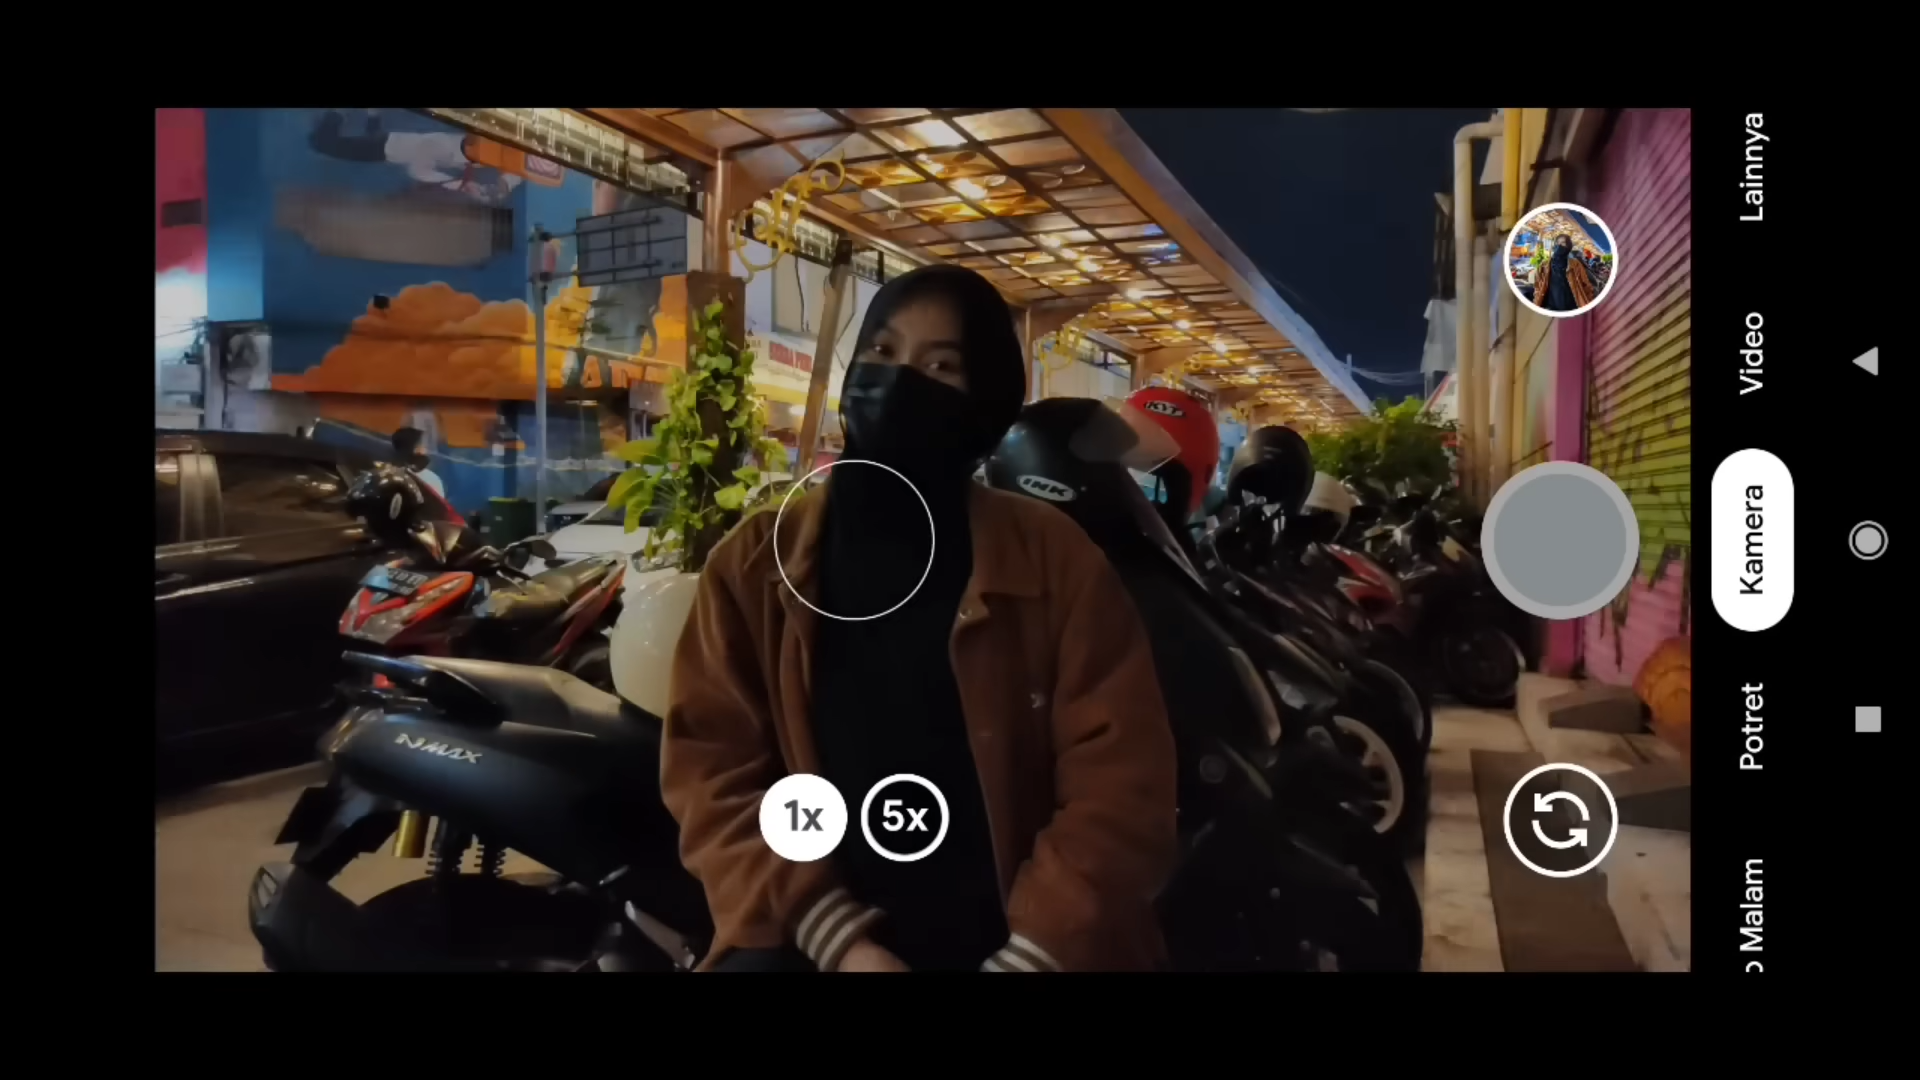 Lainnya
Video
Kamera
Potret
o Malam
1x
5x
KYT
INK
NMAX